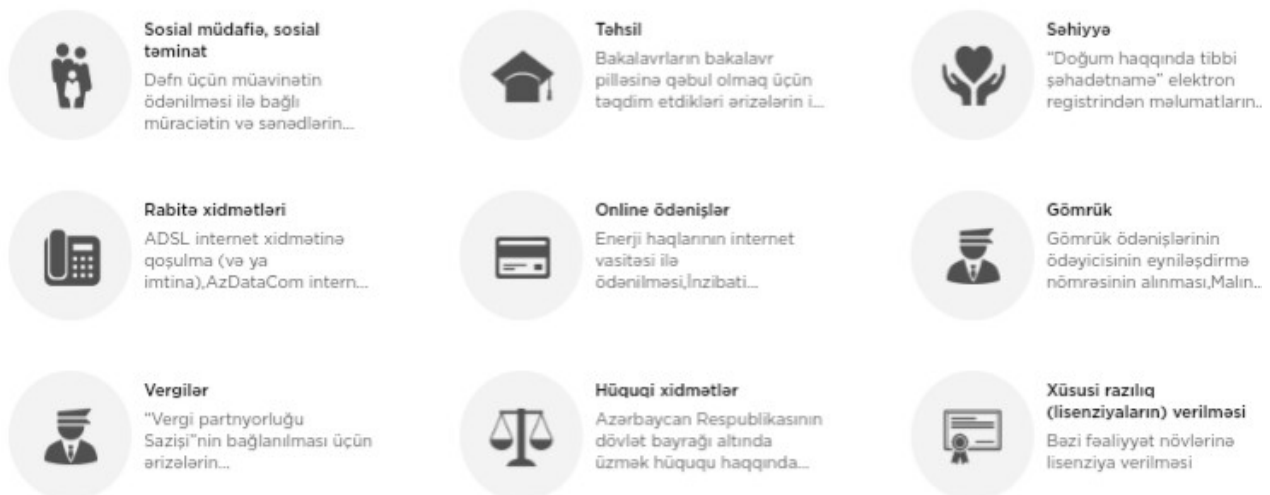 Sosial müdafiə, sosial
təminat
Dəfn üçün müavinətin
ödənilməsi ilə bağlı
müraciətin və sənədlərin...
Təhsil
Bakalavrların bakalavr
pilləsinə qəbul olmaq üçün
təqdim etdikləri ərizələrin i...
Səhiyyə
"Doğum haqqında tibbi
şəhadətnamə" elektron
registrindən məlumatların...
Rabitə xidmətləri
ADSL internet xidmətinə
qoşulma (və ya
imtina),AzDataCom intern...
Online ödənişlər
Enerji haqlarının internet
vasitəsi ilə
ödənilməsi,İnzibati...
Gömrük
Gömrük ödənişlərinin
ödəyicisinin eyniləşdirmə
nömrəsinin alınması,Malın...
Vergilər
"Vergi partnyorluğu
Sazişi"nin bağlanılması üçün
ərizələrin...
Hüquqi xidmətlər
Azərbaycan Respublikasının
dövlət bayrağı altında
üzmək hüququ haqqında...
Xüsusi razılıq
(lisenziyaların) verilməsi
Bəzi fəaliyyət növlərinə
lisenziya verilməsi